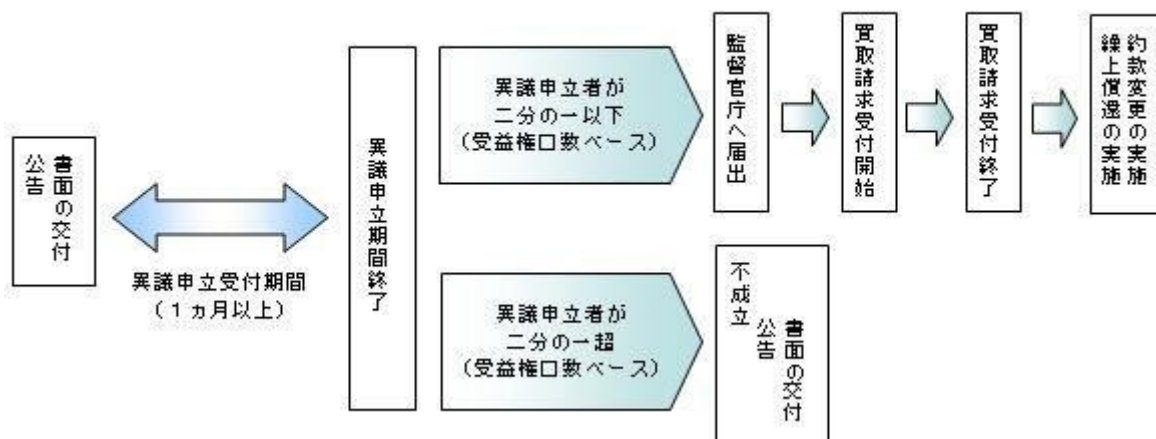 書面の交付
公告
異議申立受付期間
(1ヵ月以上)
異議申立期間終了
異議申立者が
二分の一以下
(受益権口数ベース)
監督官庁へ届出
買取請求受付開始
買取請求受付終了
約款変更の実施
繰上償還の実施
異議申立者が
二分の一超
(受益権口数ベース)
不成立
書面の交付
公告